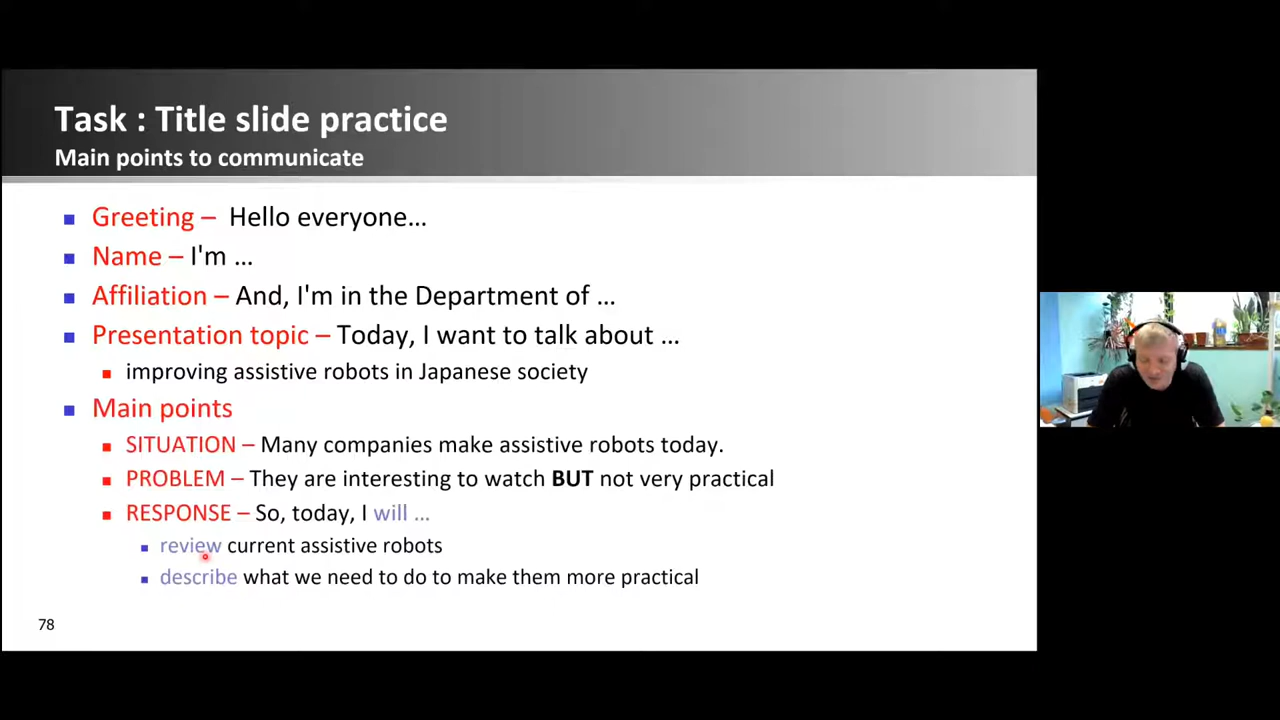 Task : Title slide practice
Main points to communicate
Greeting – Hello everyone…
Name – I'm …
Affiliation – And, I'm in the Department of …
Presentation topic – Today, I want to talk about …
improving assistive robots in Japanese society
Main points
SITUATION – Many companies make assistive robots today.
PROBLEM – They are interesting to watch BUT not very practical
RESPONSE – So, today, I will …
review current assistive robots
describe what we need to do to make them more practical
78